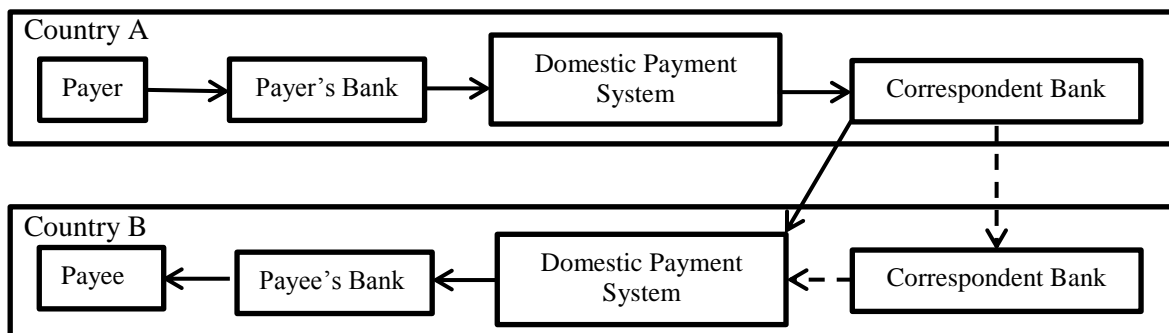 Country A
Payer
Payer’s Bank
Domestic Payment
System
Correspondent Bank
Country B
Payee
Payee’s Bank
Domestic Payment
System
Correspondent Bank